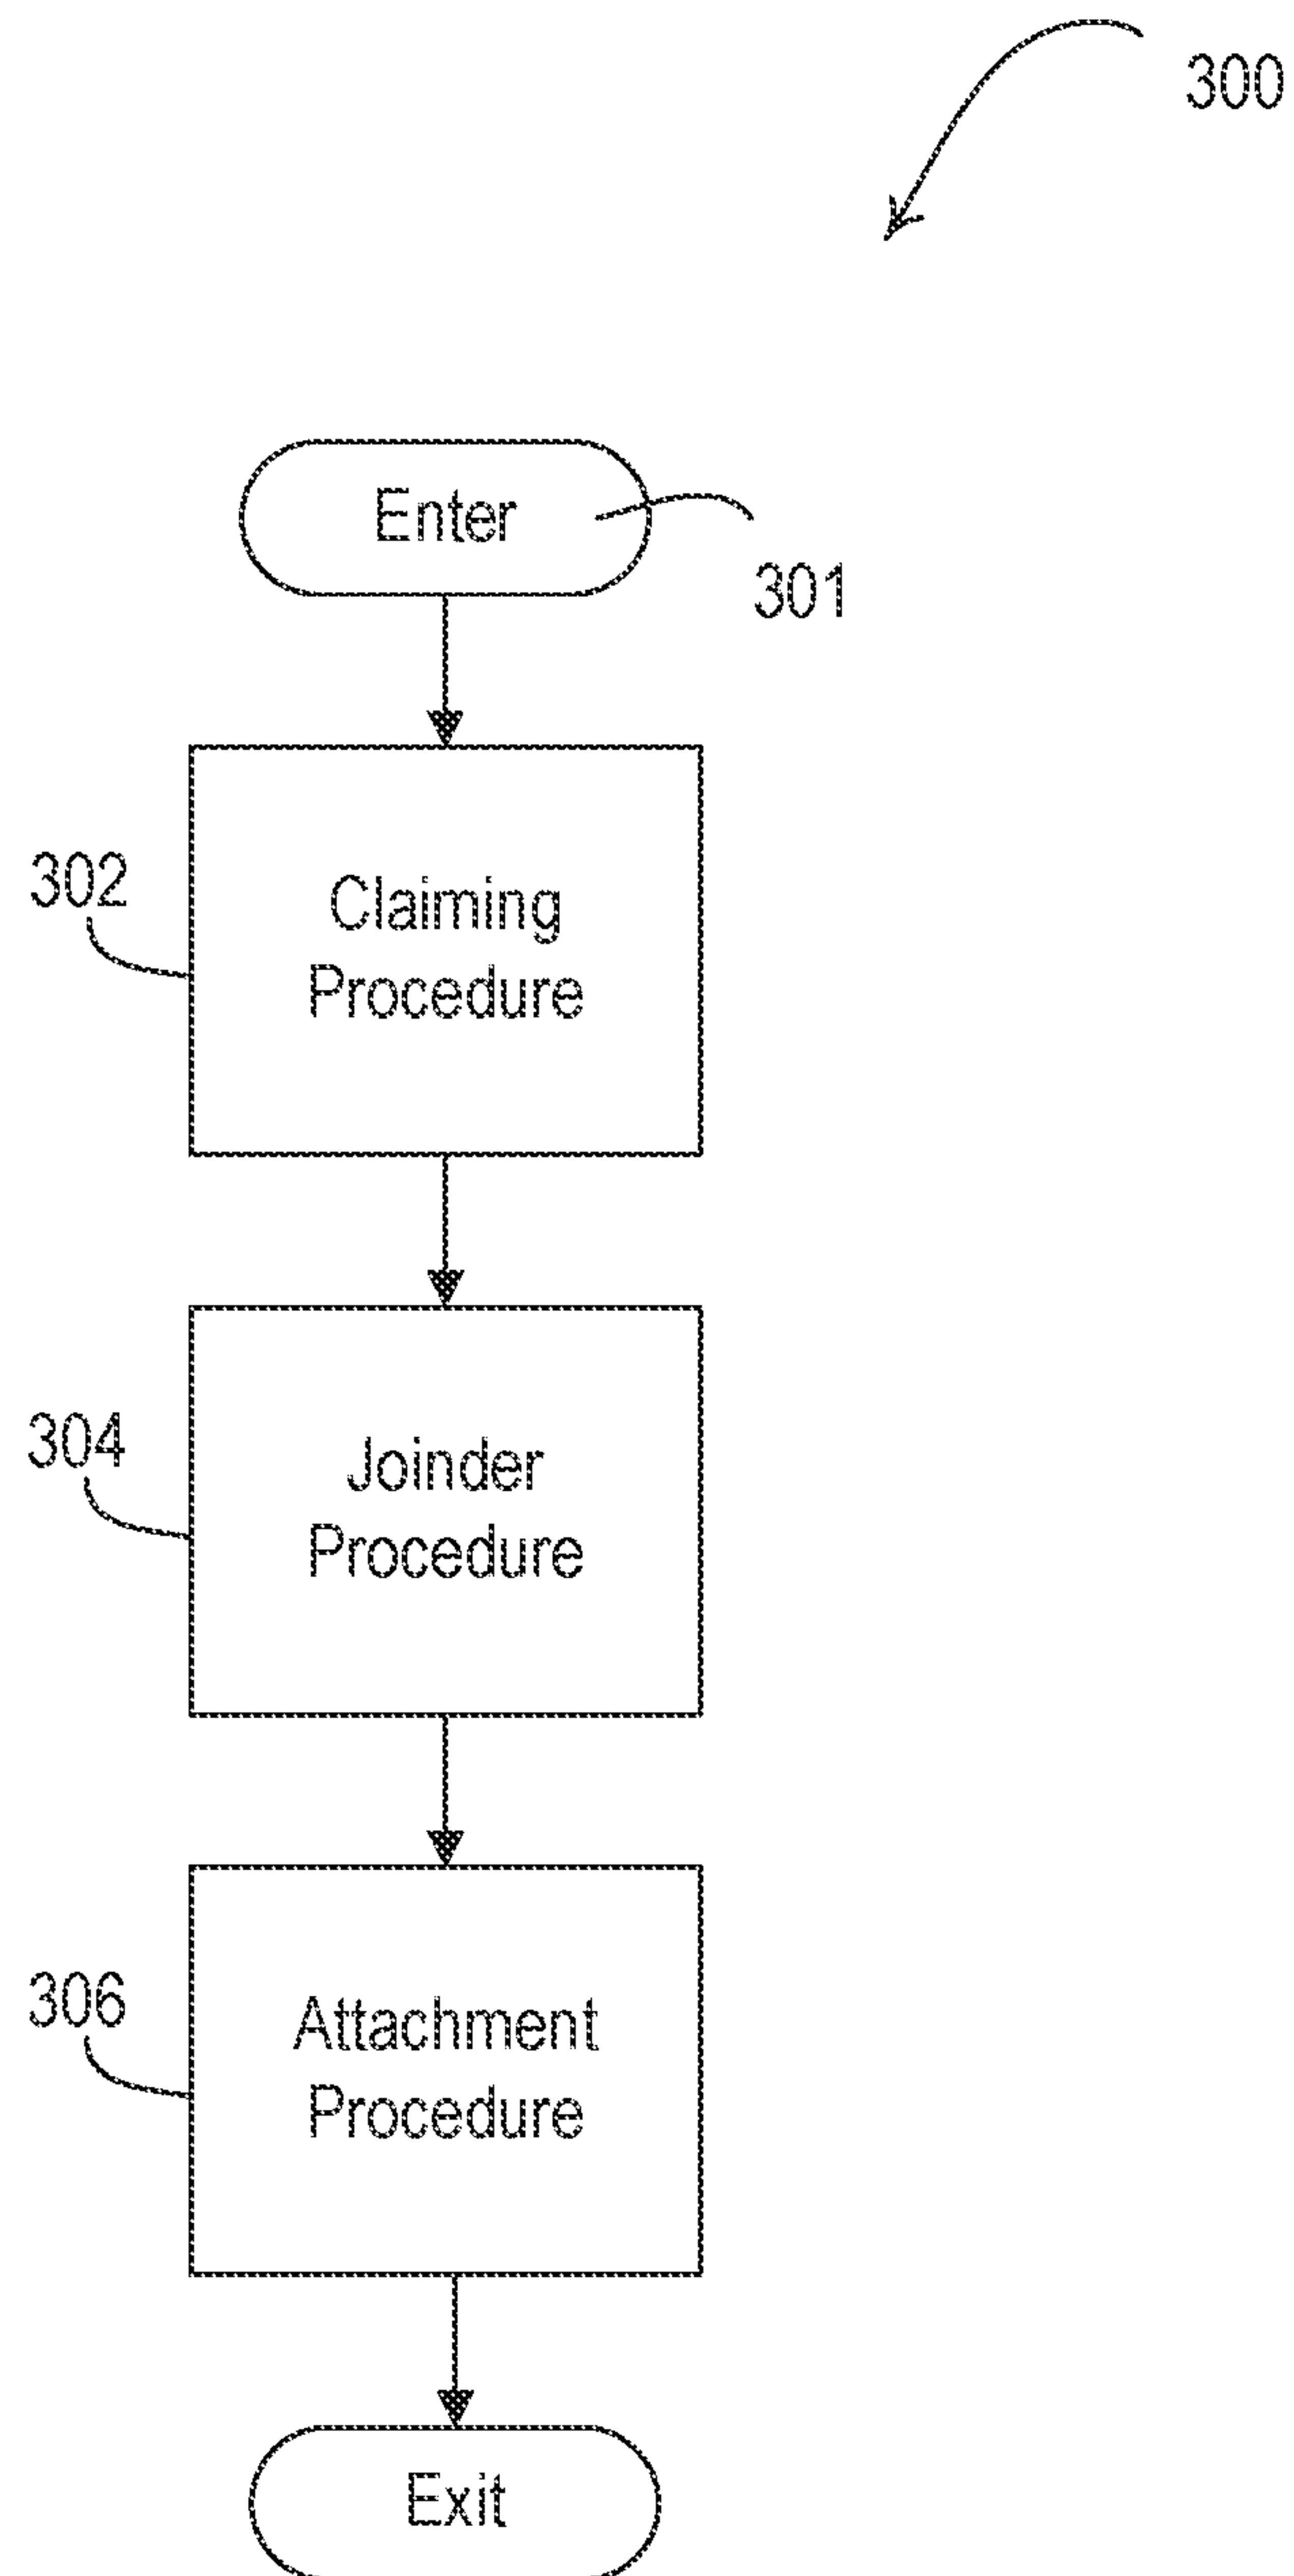 300
Enter
301
302
Claiming
Procedure
304
Joinder
Procedure
306
Attachment
Procedure
Exit